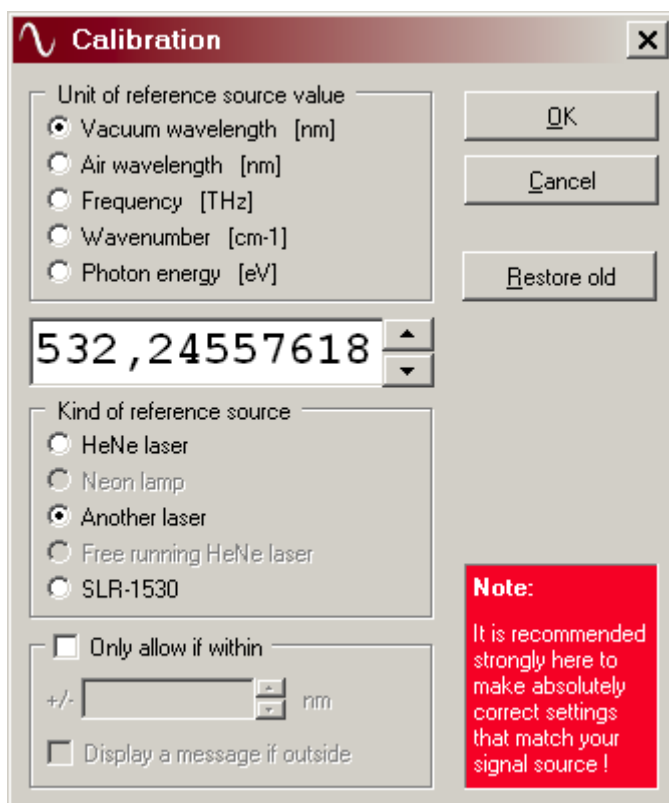 Calibration
Unit of reference source value
Vacuum wavelength [nm]
Air wavelength [nm]
Frequency [THz]
Wavenumber [cm-1]
Photon energy [eV]
OK
Cancel
Restore old
532,24557618
Kind of reference source
HeNe laser
Neon lamp
Another laser
Free running HeNe laser
SLR-1530
Only allow if within
+/- nm
Display a message if outside
Note:
It is recommended
strongly here to
make absolutely
correct settings
that match your
signal source !